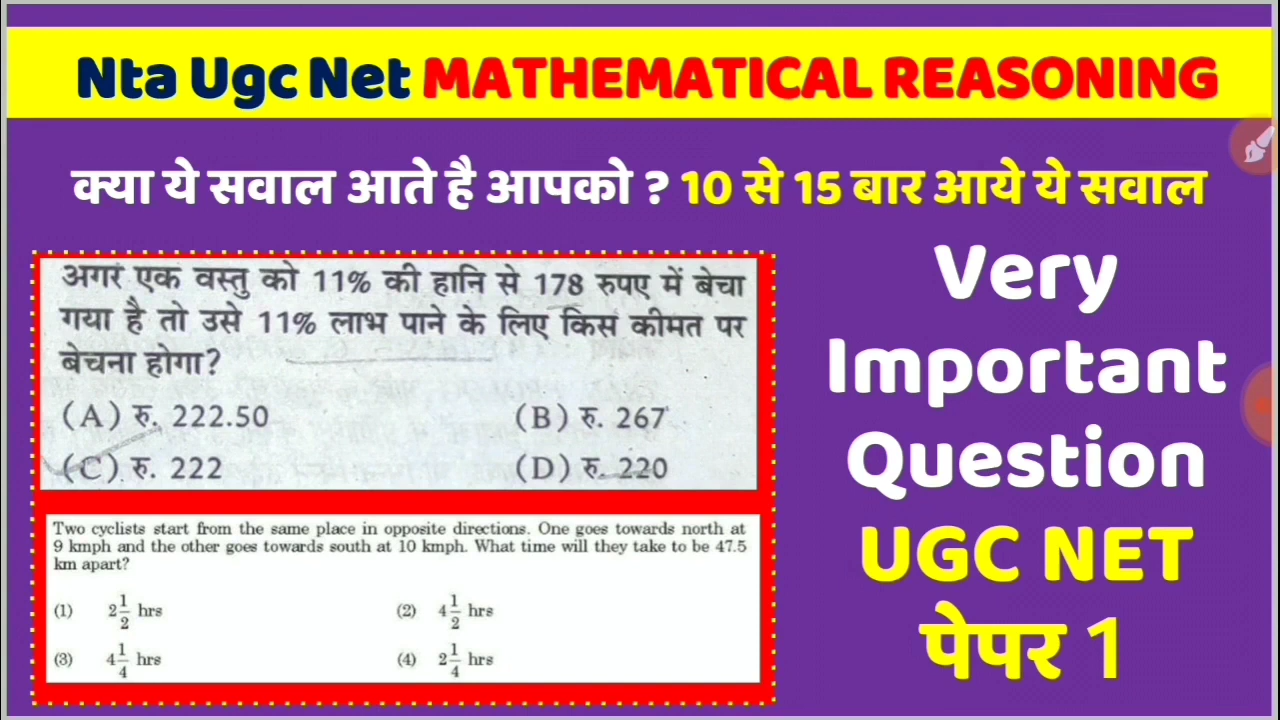 Nta Ugc Net MATHEMATICAL REASONING
क्या ये सवाल आते है आपको ? 10 से 15 बार आये ये सवाल
अगर एक वस्तु को 11% की हानि से 178 रुपए में बेचा
गया है तो उसे 11% लाभ पाने के लिए किस कीमत पर
बेचना होगा?
(A) रु. 222.50 (B) रु. 267
(C) रु. 222 (D) रु. 220
Two cyclists start from the same place in opposite directions. One goes towards north at
9 kmph and the other goes towards south at 10 kmph. What time will they take to be 47.5
km apart?
(1) 2 1/2 hrs (2) 4 1/2 hrs
(3) 4 1/4 hrs (4) 2 1/4 hrs
Very
Important
Question
UGC NET
पेपर 1